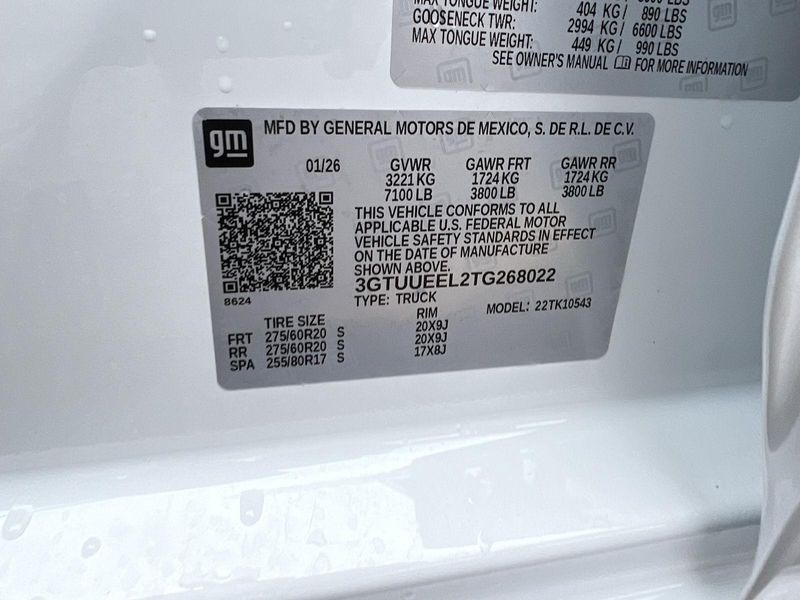 MAX TONGUE WEIGHT: 404 KG / 890 LBS
GOOSENECK TWR: 2994 KG / 6600 LBS
MAX TONGUE WEIGHT: 449 KG / 990 LBS
SEE OWNER'S MANUAL FOR MORE INFORMATION
gm MFD BY GENERAL MOTORS DE MEXICO, S. DE R.L. DE C.V.
01/26 GVWR GAWR FRT GAWR RR
3221 KG 1724 KG 1724 KG
7100 LB 3800 LB 3800 LB
THIS VEHICLE CONFORMS TO ALL
APPLICABLE U.S. FEDERAL MOTOR
VEHICLE SAFETY STANDARDS IN EFFECT
ON THE DATE OF MANUFACTURE
SHOWN ABOVE.
8624
3GTUUEEL2TG268022
TYPE: TRUCK MODEL: 22TK10543
TIRE SIZE RIM
FRT 275/60R20 S 20X9J
RR 275/60R20 S 20X9J
SPA 255/80R17 S 17X8J